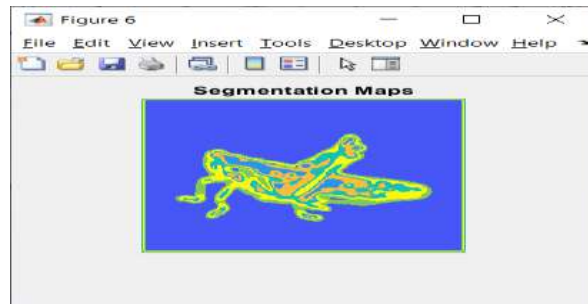 Figure 6
File Edit View Insert Tools Desktop Window Help
Segmentation Maps